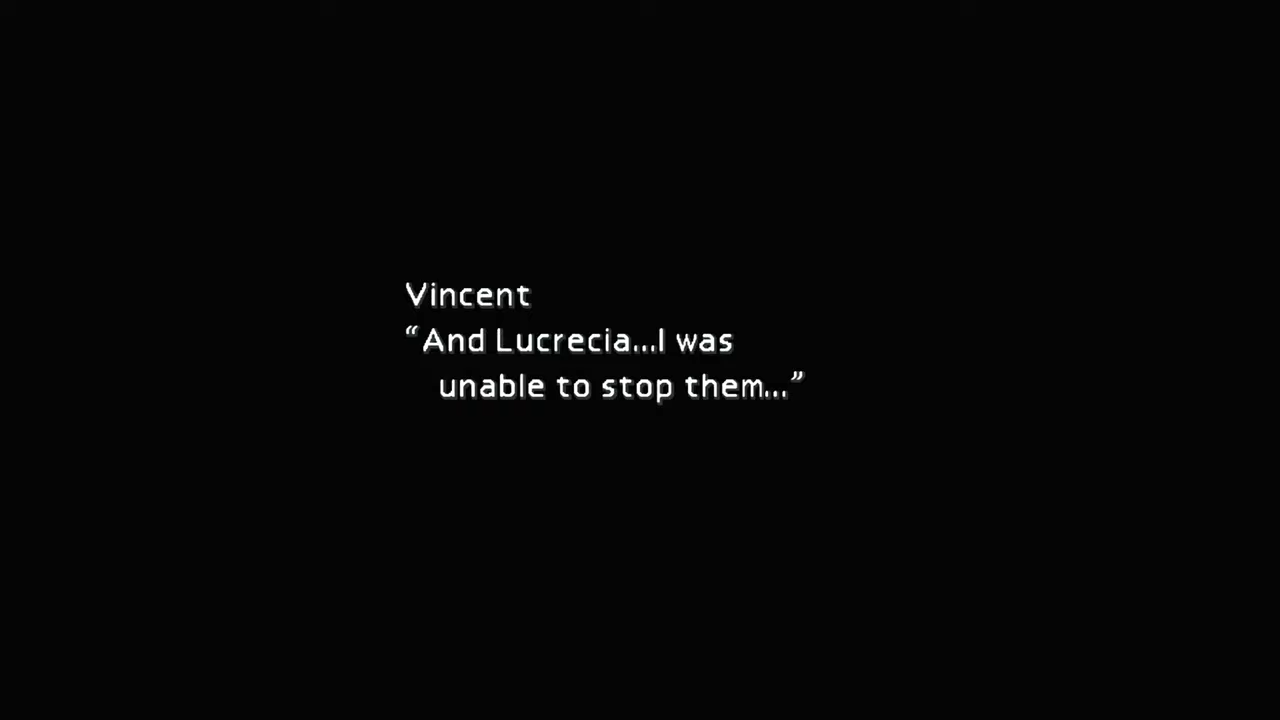 Vincent
“And Lucrecia...I was
unable to stop them...”